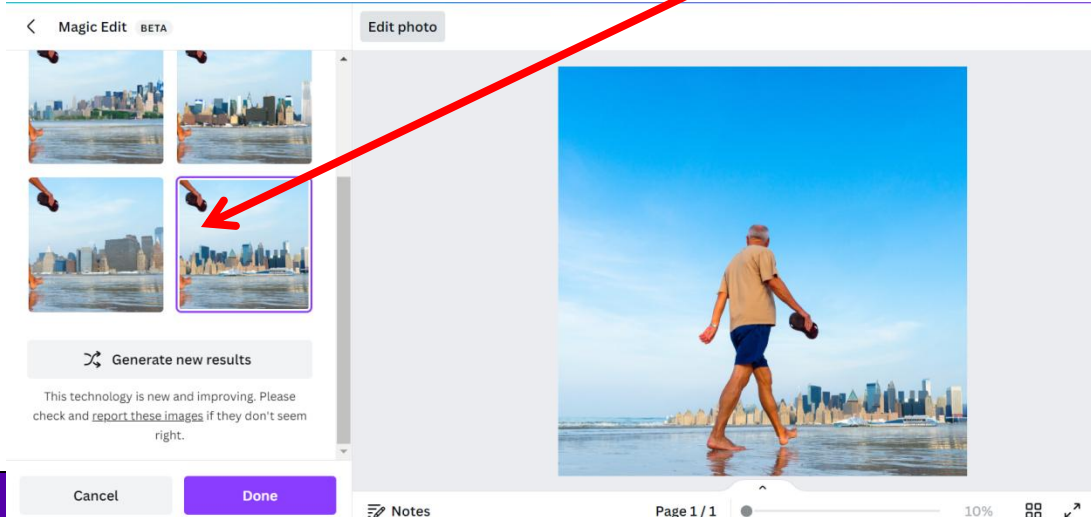 Magic Edit BETA
Edit photo
Generate new results
This technology is new and improving. Please
check and report these images if they don't seem
right.
Cancel
Done
Notes
Page 1 / 1
10%